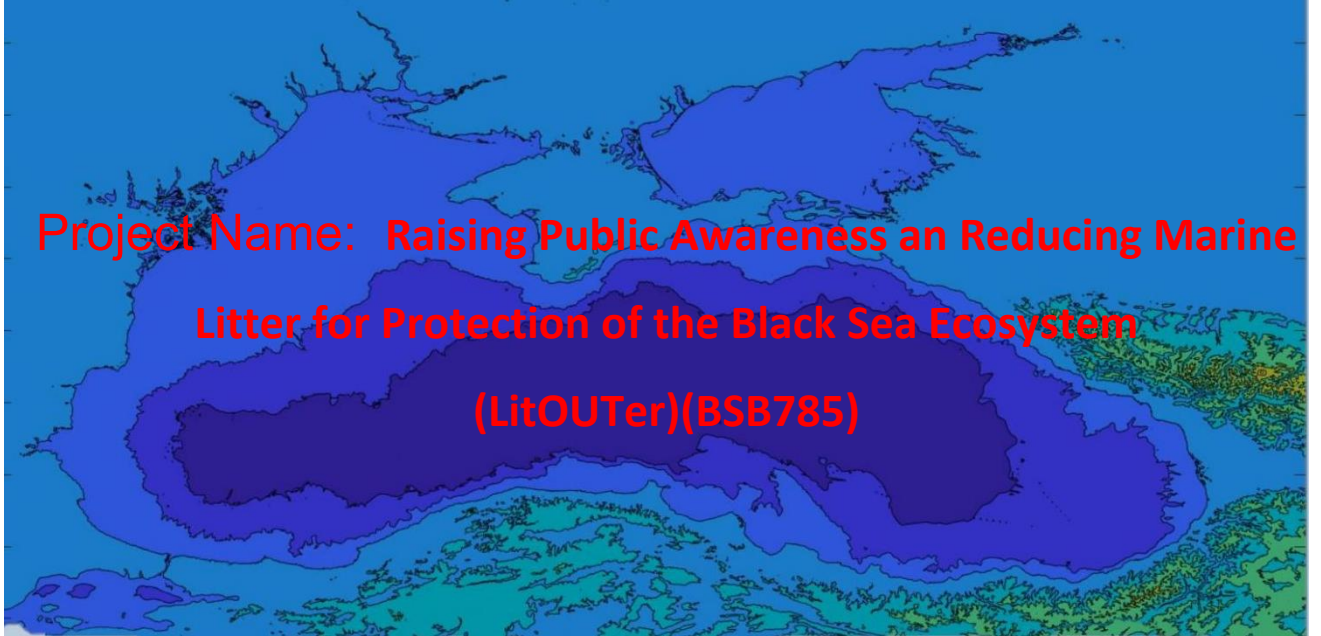 Project Name: Raising Public Awareness an Reducing Marine
Litter for Protection of the Black Sea Ecosystem
(LitOUTer)(BSB785)